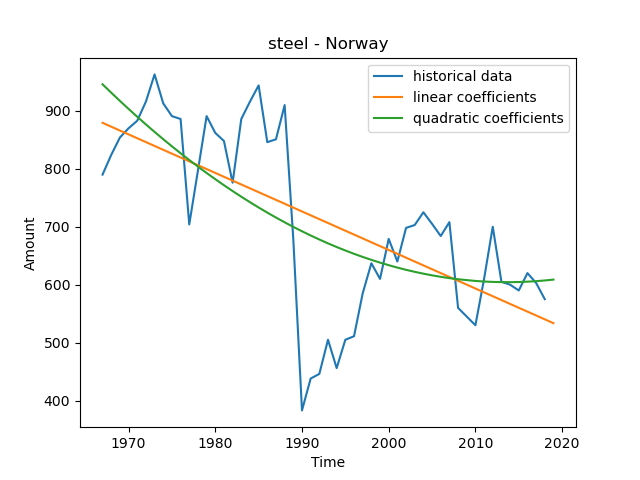 steel - Norway
historical data
linear coefficients
quadratic coefficients
Amount
900
800
700
600
500
400
1970 1980 1990 2000 2010 2020
Time